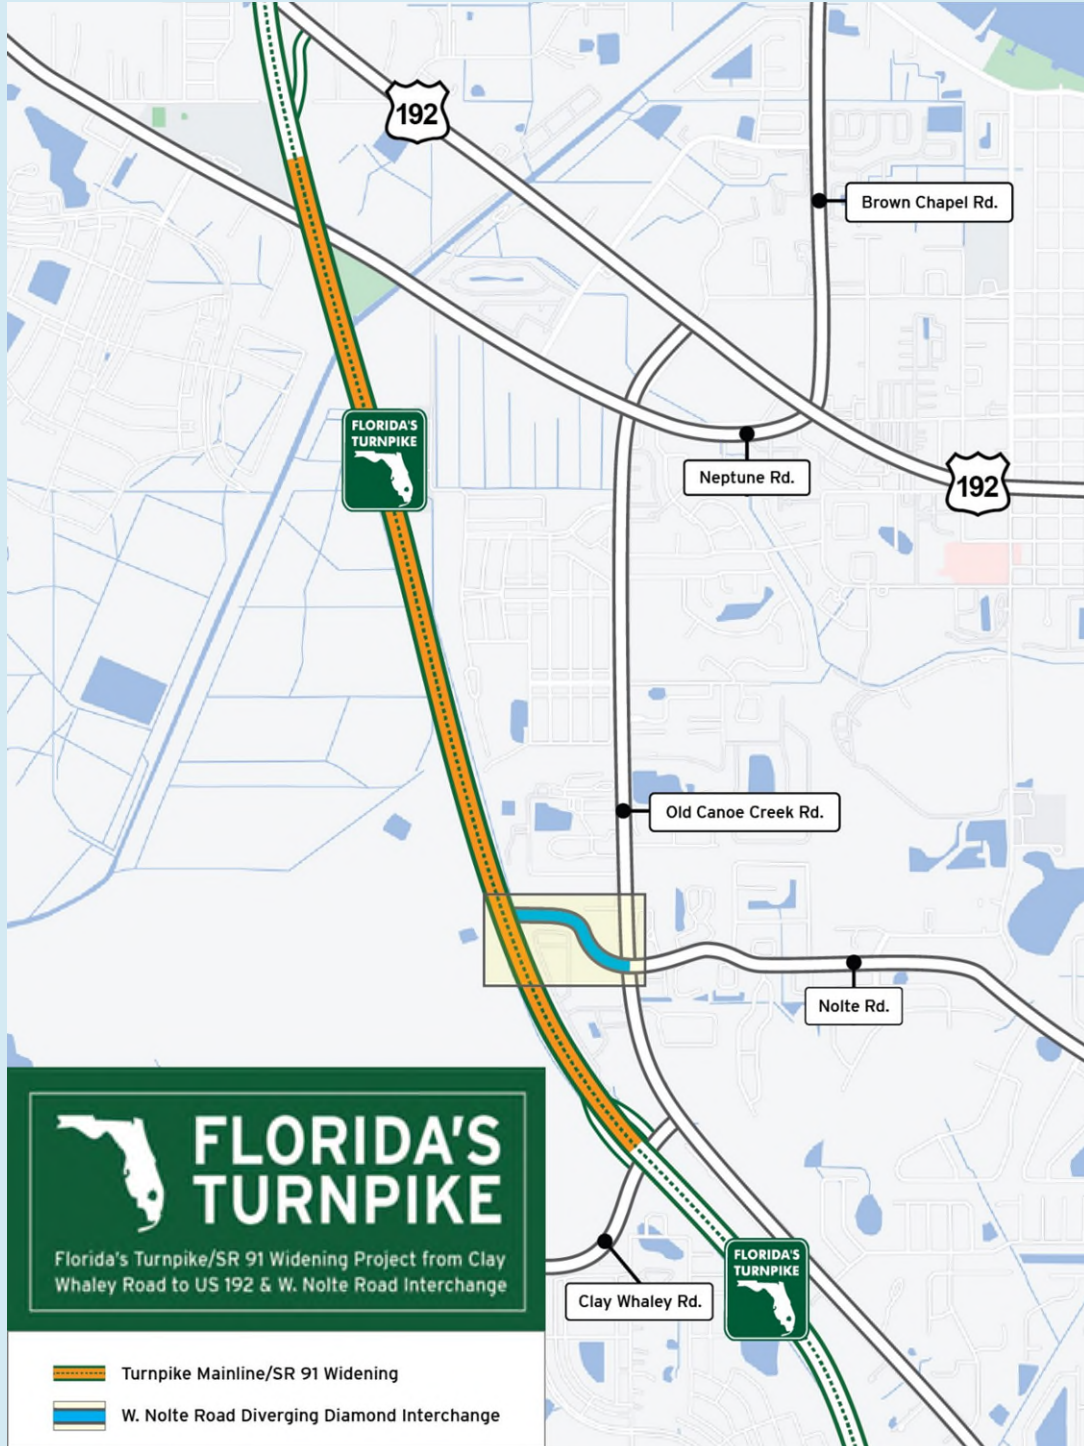 192
Brown Chapel Rd.
FLORIDA'S
TURNPIKE
Neptune Rd.
192
Old Canoe Creek Rd.
Nolte Rd.
FLORIDA'S
TURNPIKE
Florida's Turnpike/SR 91 Widening Project from Clay
Whaley Road to US 192 & W. Nolte Road Interchange
FLORIDA'S
TURNPIKE
Clay Whaley Rd.
Turnpike Mainline/SR 91 Widening
W. Nolte Road Diverging Diamond Interchange